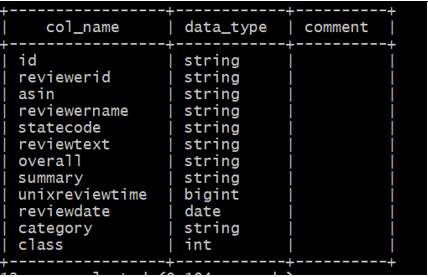 +------------------+------------+----------+
| col_name | data_type | comment |
+------------------+------------+----------+
| id | string | |
| reviewerid | string | |
| asin | string | |
| reviewername | string | |
| statecode | string | |
| reviewtext | string | |
| overall | string | |
| summary | string | |
| unixreviewtime | bigint | |
| reviewdate | date | |
| category | string | |
| class | int | |
+------------------+------------+----------+